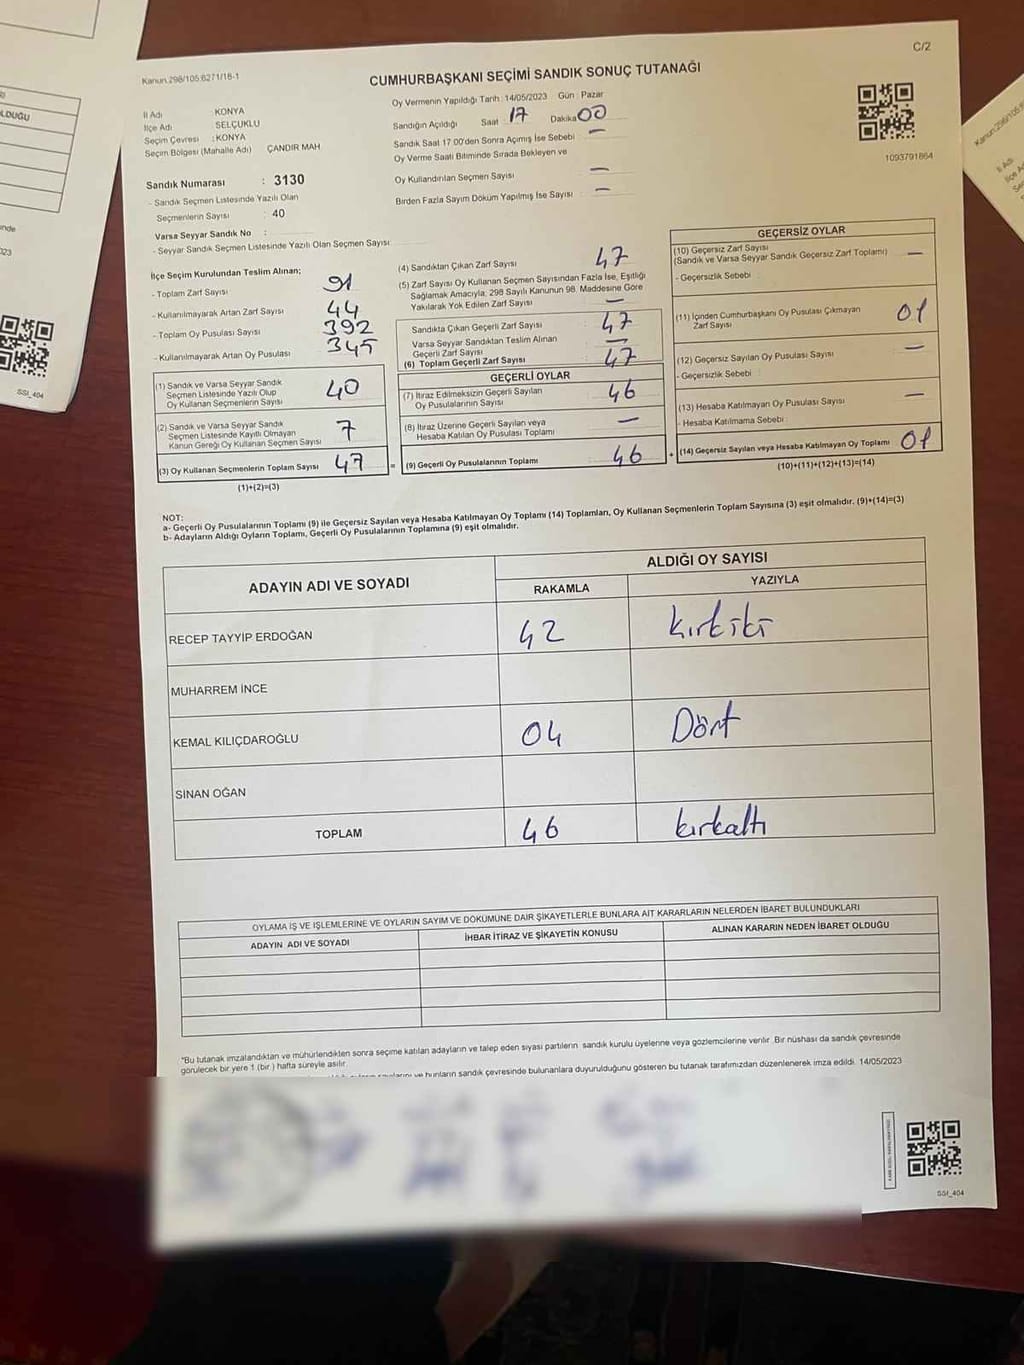 C/2
Kanun.298/105:6271/16-1
CUMHURBAŞKANI SEÇİMİ SANDIK SONUÇ TUTANAĞI
İl Adı KONYA
İlçe Adı SELÇUKLU
Seçim Çevresi : KONYA
Seçim Bölgesi (Mahalle Adı) ÇANDIR MAH.
Sandık Numarası : 3130
- Sandık Seçmen Listesinde Yazılı Olan
Seçmenlerin Sayısı : 40
Varsa Seyyar Sandık No :
- Seyyar Sandık Seçmen Listesinde Yazılı Olan Seçmen Sayısı
Oy Vermenin Yapıldığı Tarih : 14/05/2023 Gün : Pazar
Sandığın Açıldığı Saat 17 Dakika 00
Sandık Saat 17:00'den Sonra Açımış İse Sebebi —
Oy Verme Saati Bitiminde Sırada Bekleyen ve
Oy Kullandırılan Seçmen Sayısı —
Birden Fazla Sayım Döküm Yapılmış İse Sayısı : —
1093791864
İlçe Seçim Kurulundan Teslim Alınan;
- Toplam Zarf Sayısı : 91
- Kullanılmayarak Artan Zarf Sayısı : 44
- Toplam Oy Pusulası Sayısı : 392
- Kullanılmayarak Artan Oy Pusulası : 345
(1) Sandık ve Varsa Seyyar Sandık
Seçmen Listesinde Yazılı Olup
Oy Kullanan Seçmenlerin Sayısı : 40
(2) Sandık ve Varsa Seyyar Sandık
Seçmen Listesinde Kayıtlı Olmayan
Kanun Gereği Oy Kullanan Seçmen Sayısı : 7
(3) Oy Kullanan Seçmenlerin Toplam Sayısı : 47
(1)+(2)=(3)
(4) Sandıktan Çıkan Zarf Sayısı : 47
(5) Zarf Sayısı Oy Kullanan Seçmen Sayısından Fazla İse, Eşitliği
Sağlamak Amacıyla; 298 Sayılı Kanunun 98. Maddesine Göre
Yakılarak Yok Edilen Zarf Sayısı : —
Sandıkta Çıkan Geçerli Zarf Sayısı : 47
Varsa Seyyar Sandıktan Teslim Alınan
Geçerli Zarf Sayısı : —
(6) Toplam Geçerli Zarf Sayısı : 47
GEÇERLİ OYLAR
(7) İtiraz Edilmeksizin Geçerli Sayılan
Oy Pusulalarının Sayısı : 46
(8) İtiraz Üzerine Geçerli Sayılan veya
Hesaba Katılan Oy Pusulası Toplamı : —
= (9) Geçerli Oy Pusulalarının Toplamı : 46
GEÇERSİZ OYLAR
(10) Geçersiz Zarf Sayısı
(Sandık ve Varsa Seyyar Sandık Geçersiz Zarf Toplamı) : —
- Geçersizlik Sebebi :
(11) İçinden Cumhurbaşkanı Oy Pusulası Çıkmayan
Zarf Sayısı : 01
(12) Geçersiz Sayılan Oy Pusulası Sayısı : —
- Geçersizlik Sebebi :
(13) Hesaba Katılmayan Oy Pusulası Sayısı : —
- Hesaba Katılmama Sebebi :
+ (14) Geçersiz Sayılan veya Hesaba Katılmayan Oy Toplamı : 01
(10)+(11)+(12)+(13)=(14)
NOT:
a- Geçerli Oy Pusulalarının Toplamı (9) ile Geçersiz Sayılan veya Hesaba Katılmayan Oy Toplamı (14) Toplamları, Oy Kullanan Seçmenlerin Toplam Sayısına (3) eşit olmalıdır. (9)+(14)=(3)
b- Adayların Aldığı Oyların Toplamı, Geçerli Oy Pusulalarının Toplamına (9) eşit olmalıdır.
ADAYIN ADI VE SOYADI ALDIĞI OY SAYISI
RAKAMLA YAZIYLA
RECEP TAYYİP ERDOĞAN 42 kırkiki
MUHARREM İNCE
KEMAL KILIÇDAROĞLU 04 Dört
SİNAN OĞAN
TOPLAM 46 kırkaltı
OYLAMA İŞ VE İŞLEMLERİNE VE OYLARIN SAYIM VE DÖKÜMÜNE DAİR ŞİKAYETLERLE BUNLARA AİT KARARLARIN NELERDEN İBARET BULUNDUKLARI
ADAYIN ADI VE SOYADI İHBAR İTİRAZ VE ŞİKAYETİN KONUSU ALINAN KARARIN NEDEN İBARET OLDUĞU
*Bu tutanak imzalandıktan ve mühürlendikten sonra seçime katılan adayların ve talep eden siyasi partilerin sandık kurulu üyelerine veya gözlemcilerine verilir. Bir nüshası da sandık çevresinde
görülecek bir yere 1 (bir ) hafta süreyle asılır.
ve bunların sandık çevresinde bulunanlara duyurulduğunu gösteren bu tutanak tarafımızdan düzenlenerek imza edildi. 14/05/2023
SSI_404
LDUĞU
SSI_404